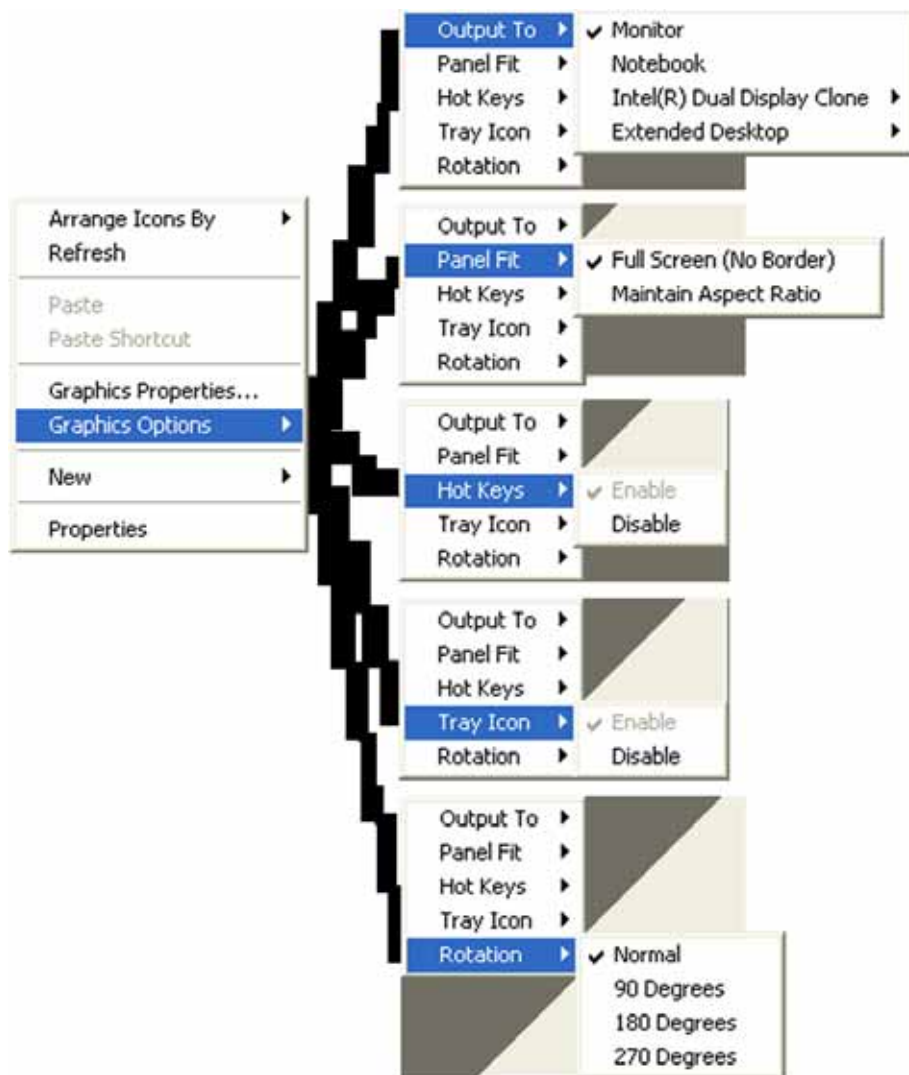 Arrange Icons By
Refresh
Paste
Paste Shortcut
Graphics Properties...
Graphics Options
New
Properties
Output To
Panel Fit
Hot Keys
Tray Icon
Rotation
Monitor
Notebook
Intel(R) Dual Display Clone
Extended Desktop
Output To
Panel Fit
Hot Keys
Tray Icon
Rotation
Full Screen (No Border)
Maintain Aspect Ratio
Output To
Panel Fit
Hot Keys
Tray Icon
Rotation
Enable
Disable
Output To
Panel Fit
Hot Keys
Tray Icon
Rotation
Enable
Disable
Output To
Panel Fit
Hot Keys
Tray Icon
Rotation
Normal
90 Degrees
180 Degrees
270 Degrees